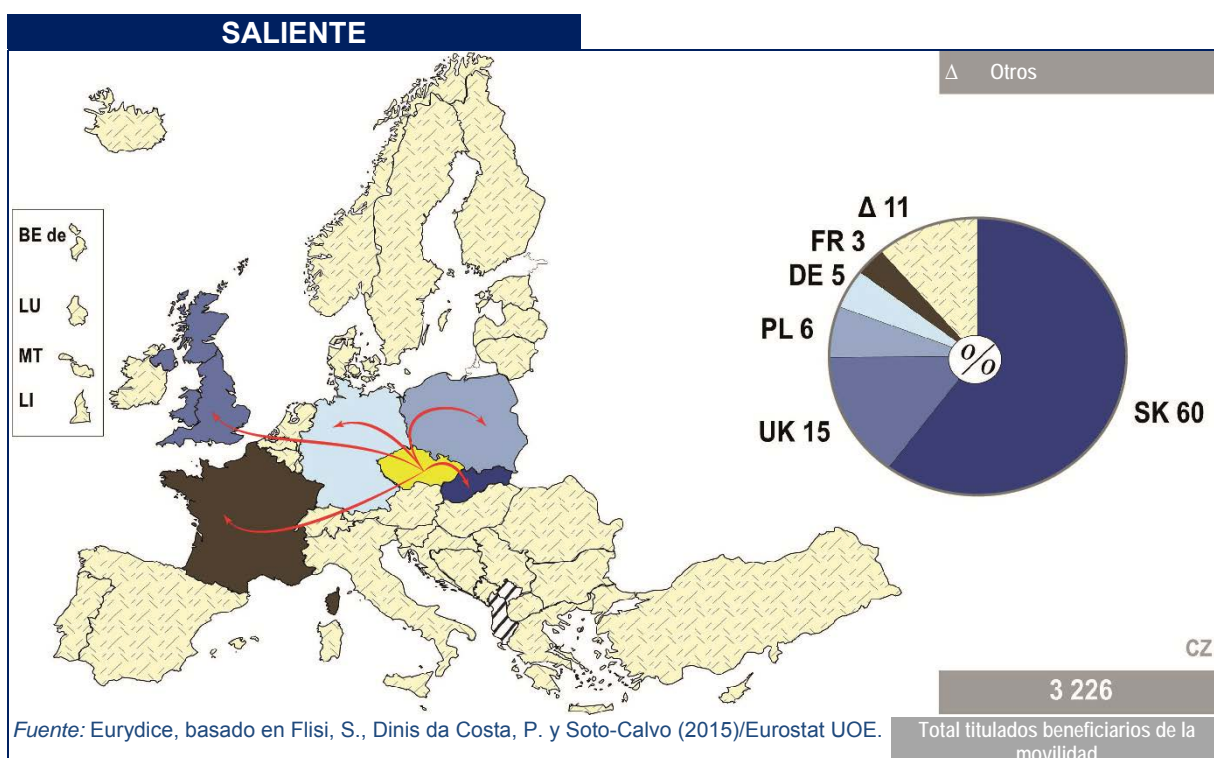 SALIENTE
Δ Otros
BE de
LU
MT
LI
Δ 11
FR 3
DE 5
PL 6
UK 15
SK 60
%
CZ
3 226
Total titulados beneficiarios de la
movilidad
Fuente: Eurydice, basado en Flisi, S., Dinis da Costa, P. y Soto-Calvo (2015)/Eurostat UOE.